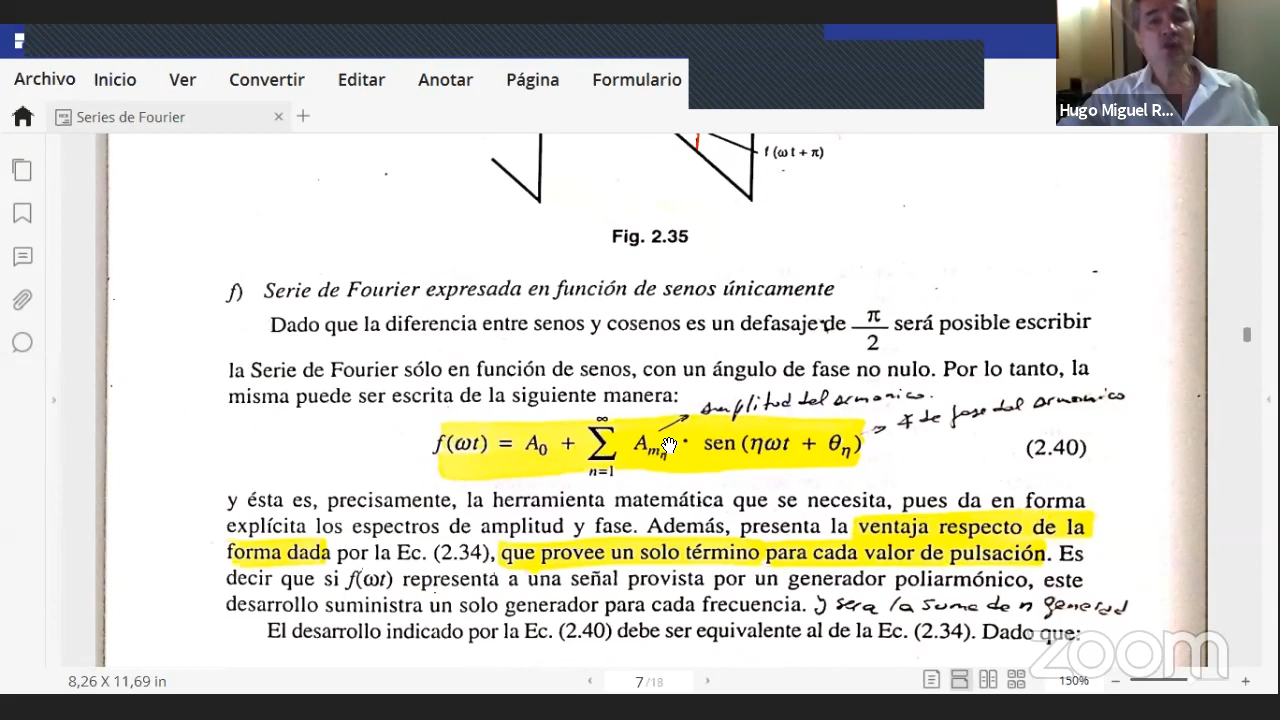 Archivo Inicio Ver Convertir Editar Anotar Página Formulario
Hugo Miguel R...
Series de Fourier
f (ω t + π)
Fig. 2.35
f) Serie de Fourier expresada en función de senos únicamente
Dado que la diferencia entre senos y cosenos es un defasaje de π/2 será posible escribir
la Serie de Fourier sólo en función de senos, con un ángulo de fase no nulo. Por lo tanto, la
misma puede ser escrita de la siguiente manera:
amplitud del armonico.
∡ de fase del armonico
f(ωt) = A₀ + ∑ₙ₌₁^∞ A_mη · sen (ηωt + θ_η) (2.40)
y ésta es, precisamente, la herramienta matemática que se necesita, pues da en forma
explícita los espectros de amplitud y fase. Además, presenta la ventaja respecto de la
forma dada por la Ec. (2.34), que provee un solo término para cada valor de pulsación. Es
decir que si f(ωt) representa a una señal provista por un generador poliarmónico, este
desarrollo suministra un solo generador para cada frecuencia. y sera la suma de n generad
El desarrollo indicado por la Ec. (2.40) debe ser equivalente al de la Ec. (2.34). Dado que:
zoom
8,26 x 11,69 in
7 /18
150%